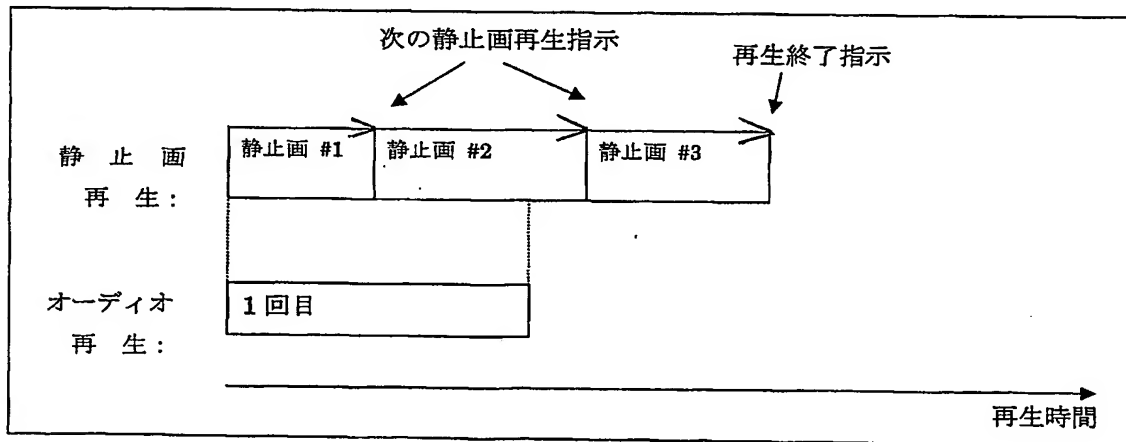 次の静止画再生指示
再生終了指示
静 止 画
再 生：
静止画 #1
静止画 #2
静止画 #3
オーディオ
再 生：
1回目
再生時間